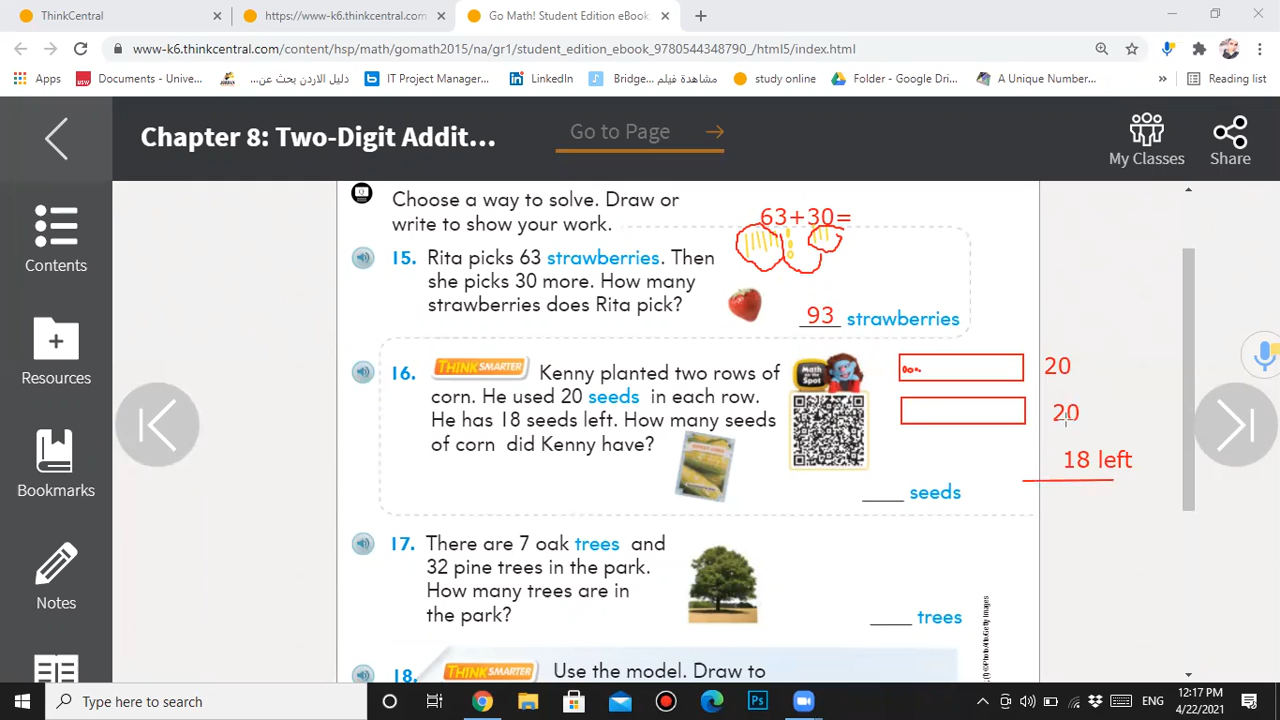 ThinkCentral
https://www-k6.thinkcentral.com
Go Math! Student Edition eBook
www-k6.thinkcentral.com/content/hsp/math/gomath2015/na/gr1/student_edition_ebook_9780544348790_/html5/index.html
Apps
Documents - Unive...
دليل الاردن بحث عن...
IT Project Manager...
LinkedIn
Bridge... مشاهدة فيلم
study online
Folder - Google Driv...
A Unique Number...
»
Reading list
Chapter 8: Two-Digit Addit...
Go to Page →
My Classes
Share
Contents
Resources
Bookmarks
Notes
Choose a way to solve. Draw or
write to show your work.
63+30=
15. Rita picks 63 strawberries. Then
she picks 30 more. How many
strawberries does Rita pick?
93 strawberries
16. THINK SMARTER Kenny planted two rows of
corn. He used 20 seeds in each row.
He has 18 seeds left. How many seeds
of corn did Kenny have?
Math on the Spot
20
20
18 left
____ seeds
17. There are 7 oak trees and
32 pine trees in the park.
How many trees are in
the park?
____ trees
18. THINK SMARTER Use the model. Draw to
Type here to search
Ps
ENG
12:17 PM
4/22/2021